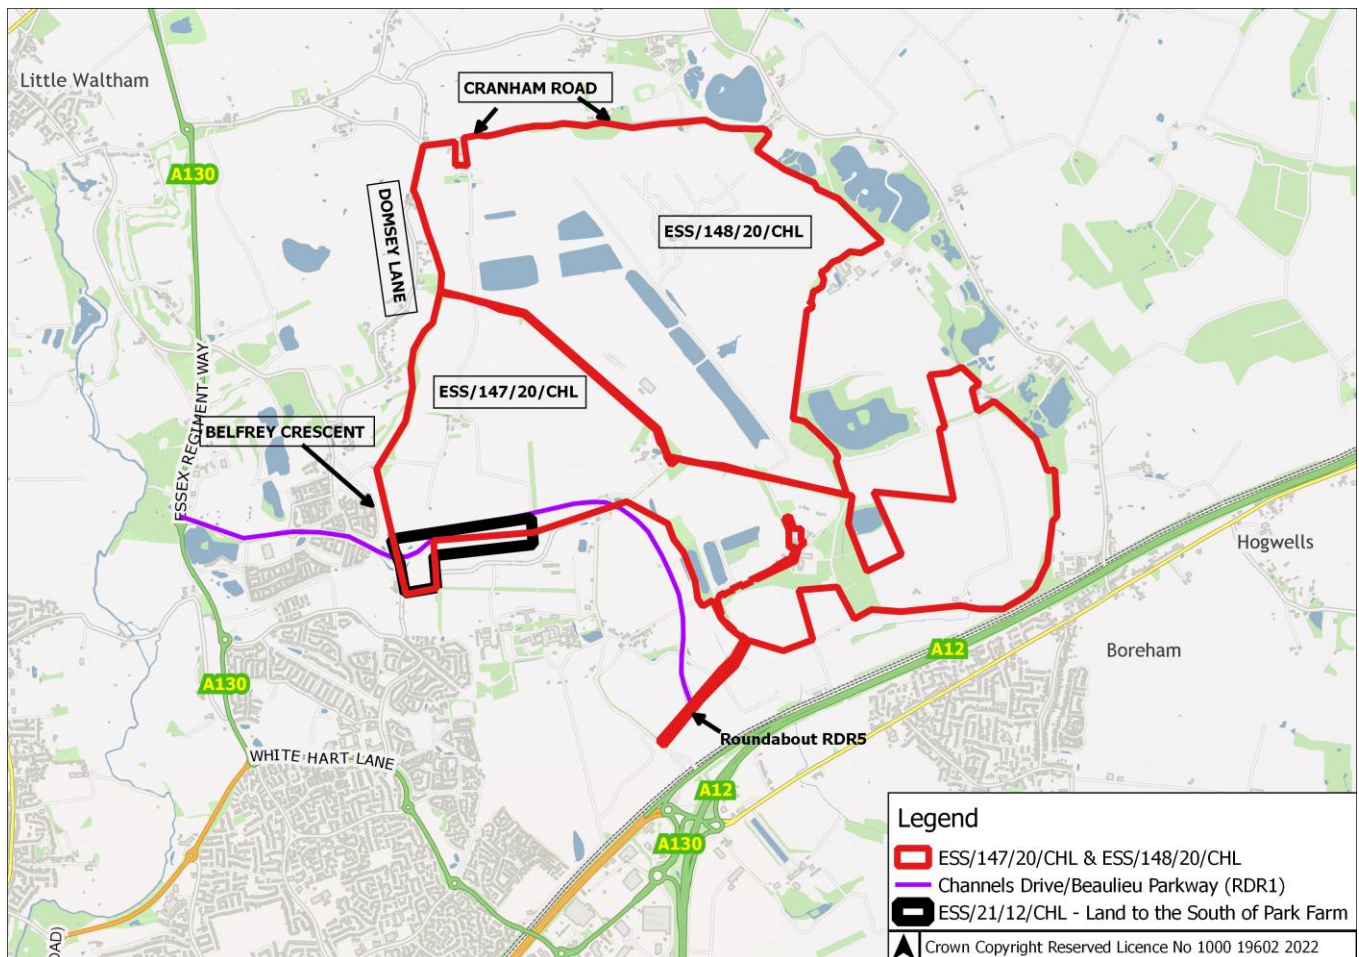 Little Waltham
CRANHAM ROAD
A130
DOMSEY LANE
ESS/148/20/CHL
ESSEX REGIMENT WAY
ESS/147/20/CHL
BELFREY CRESCENT
Hogwells
A12
Boreham
A130
Roundabout RDR5
WHITE HART LANE
A12
A130
OAD)
Legend
ESS/147/20/CHL & ESS/148/20/CHL
Channels Drive/Beaulieu Parkway (RDR1)
ESS/21/12/CHL - Land to the South of Park Farm
Crown Copyright Reserved Licence No 1000 19602 2022